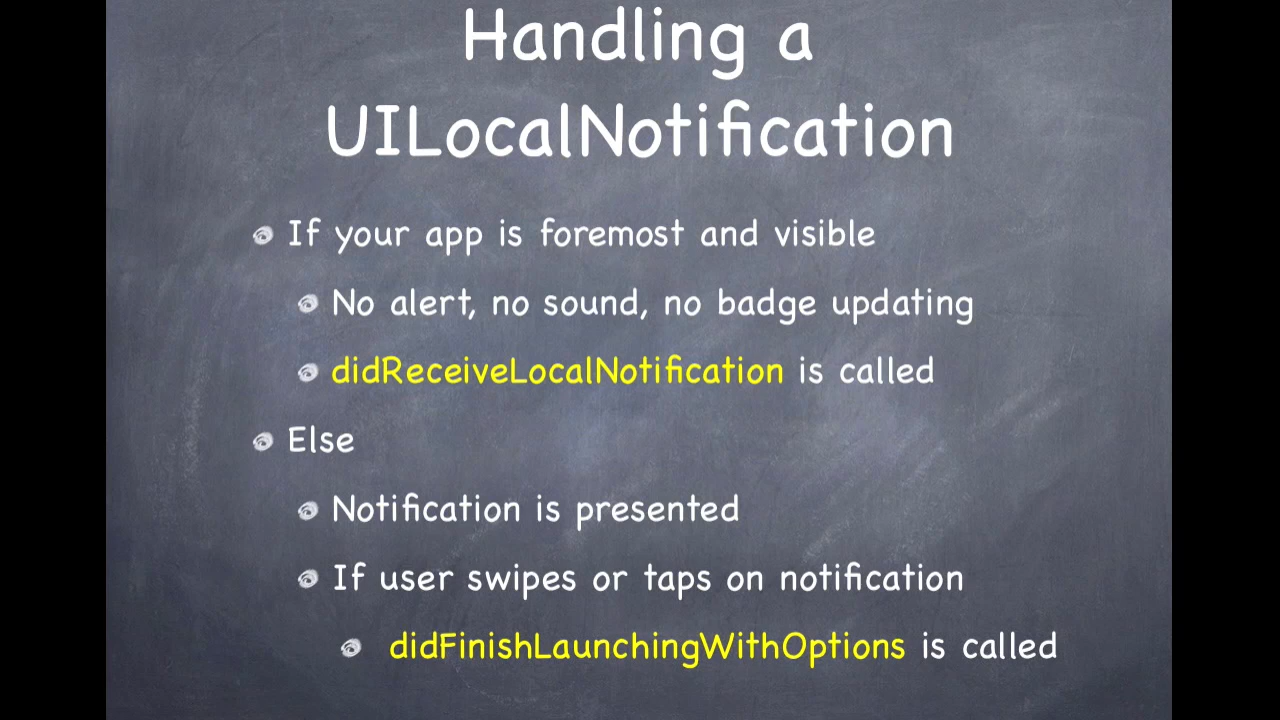 Handling a
UILocalNotification
If your app is foremost and visible
No alert, no sound, no badge updating
didReceiveLocalNotification is called
Else
Notification is presented
If user swipes or taps on notification
didFinishLaunchingWithOptions is called